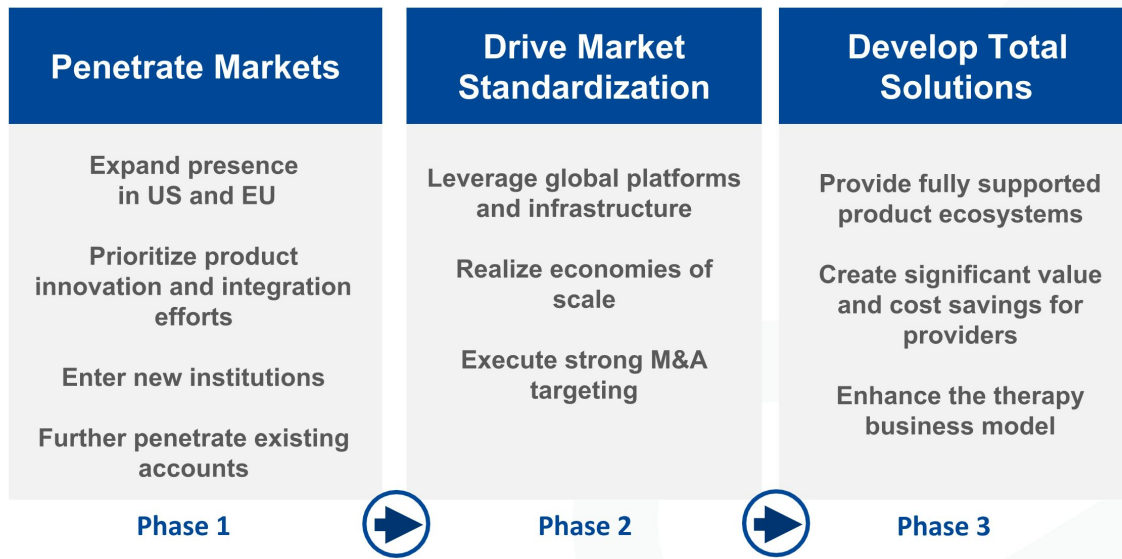 Penetrate Markets
Expand presence
in US and EU
Prioritize product
innovation and integration
efforts
Enter new institutions
Further penetrate existing
accounts
Phase 1
Drive Market
Standardization
Leverage global platforms
and infrastructure
Realize economies of
scale
Execute strong M&A
targeting
Phase 2
Develop Total
Solutions
Provide fully supported
product ecosystems
Create significant value
and cost savings for
providers
Enhance the therapy
business model
Phase 3